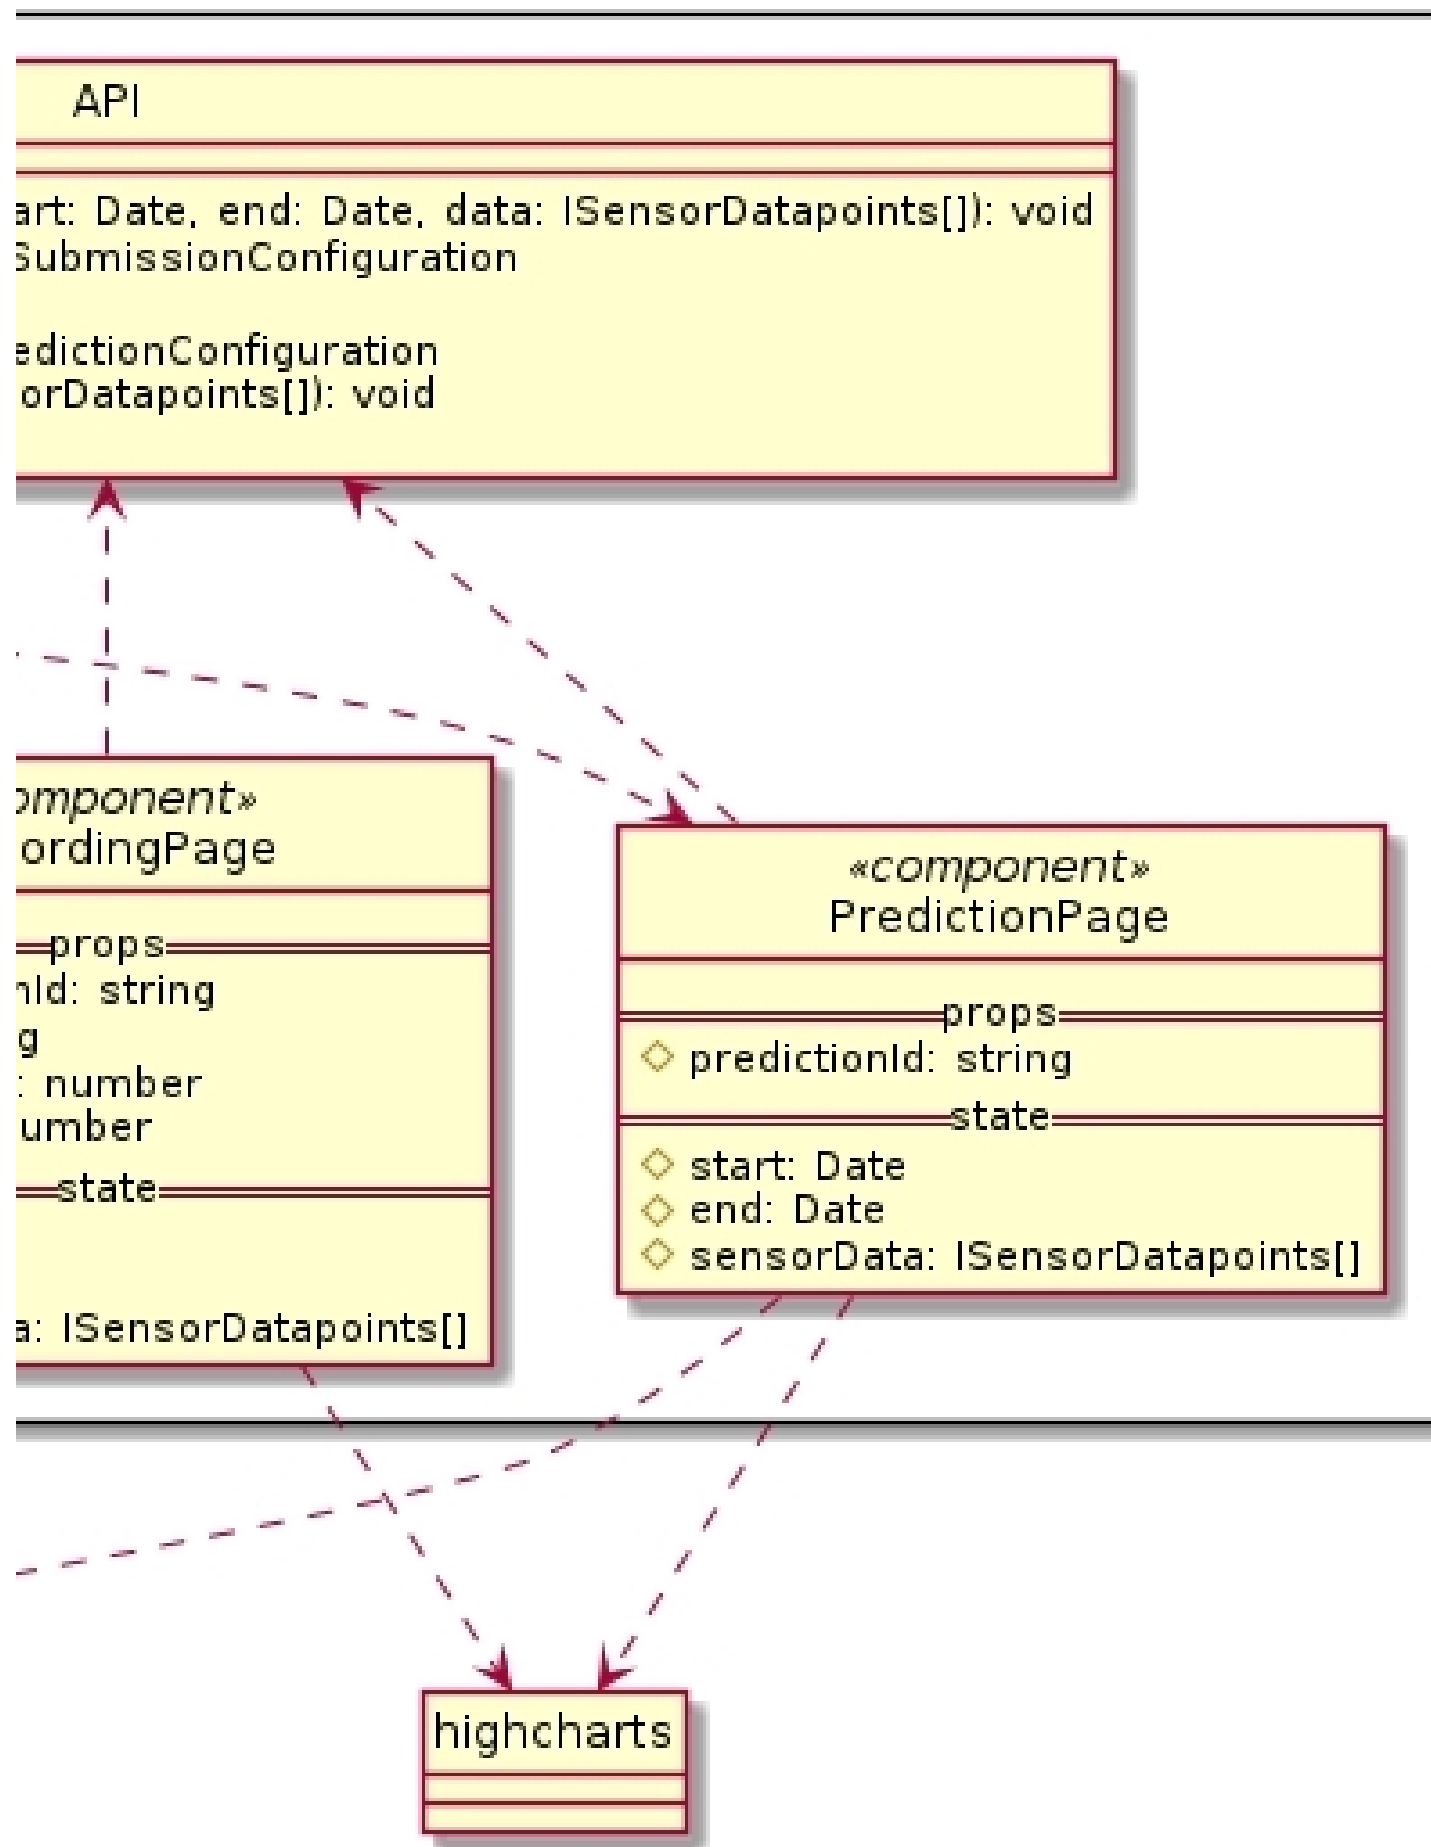 API
art: Date, end: Date, data: ISensorDatapoints[]): void
SubmissionConfiguration
edictionConfiguration
orDatapoints[]): void
omponent»
ordingPage
props
nId: string
g
: number
umber
state
a: ISensorDatapoints[]
«component»
PredictionPage
props
predictionId: string
state
start: Date
end: Date
sensorData: ISensorDatapoints[]
highcharts